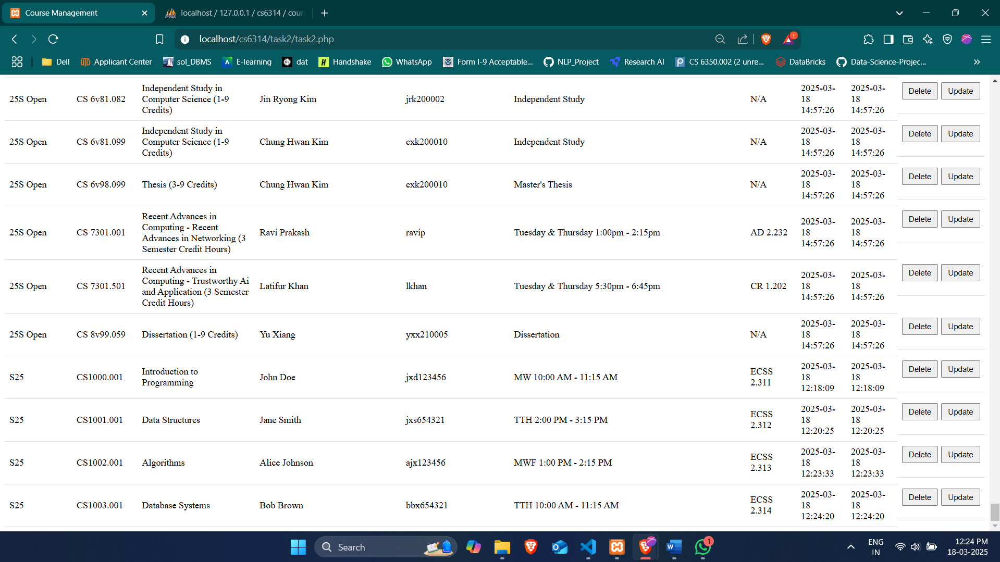 Course Management
localhost / 127.0.0.1 / cs6314 / cour
localhost/cs6314/task2/task2.php
1
Dell
Applicant Center
sol_DBMS
E-learning
dat
Handshake
WhatsApp
Form I-9 Acceptable...
NLP_Project
Research AI
CS 6350.002 (2 unre...
DataBricks
Data-Science-Projec...
25S Open CS 6v81.082 Independent Study in Jin Ryong Kim jrk200002 Independent Study N/A 2025-03- 2025-03- Delete Update
Computer Science (1-9 18 18
Credits) 14:57:26 14:57:26
25S Open CS 6v81.099 Independent Study in Chung Hwan Kim cxk200010 Independent Study N/A 2025-03- 2025-03- Delete Update
Computer Science (1-9 18 18
Credits) 14:57:26 14:57:26
25S Open CS 6v98.099 Thesis (3-9 Credits) Chung Hwan Kim cxk200010 Master's Thesis N/A 2025-03- 2025-03- Delete Update
18 18
14:57:26 14:57:26
25S Open CS 7301.001 Recent Advances in Ravi Prakash ravip Tuesday & Thursday 1:00pm - 2:15pm AD 2.232 2025-03- 2025-03- Delete Update
Computing - Recent 18 18
Advances in Networking (3 14:57:26 14:57:26
Semester Credit Hours)
25S Open CS 7301.501 Recent Advances in Latifur Khan lkhan Tuesday & Thursday 5:30pm - 6:45pm CR 1.202 2025-03- 2025-03- Delete Update
Computing - Trustworthy Ai 18 18
and Application (3 Semester 14:57:26 14:57:26
Credit Hours)
25S Open CS 8v99.059 Dissertation (1-9 Credits) Yu Xiang yxx210005 Dissertation N/A 2025-03- 2025-03- Delete Update
18 18
14:57:26 14:57:26
S25 CS1000.001 Introduction to John Doe jxd123456 MW 10:00 AM - 11:15 AM ECSS 2025-03- 2025-03- Delete Update
Programming 2.311 18 18
12:18:09 12:18:09
S25 CS1001.001 Data Structures Jane Smith jxs654321 TTH 2:00 PM - 3:15 PM ECSS 2025-03- 2025-03- Delete Update
2.312 18 18
12:20:25 12:20:25
S25 CS1002.001 Algorithms Alice Johnson ajx123456 MWF 1:00 PM - 2:15 PM ECSS 2025-03- 2025-03- Delete Update
2.313 18 18
12:23:33 12:23:33
S25 CS1003.001 Database Systems Bob Brown bbx654321 TTH 10:00 AM - 11:15 AM ECSS 2025-03- 2025-03- Delete Update
2.314 18 18
12:24:20 12:24:20
Search
1
ENG
IN
12:24 PM
18-03-2025